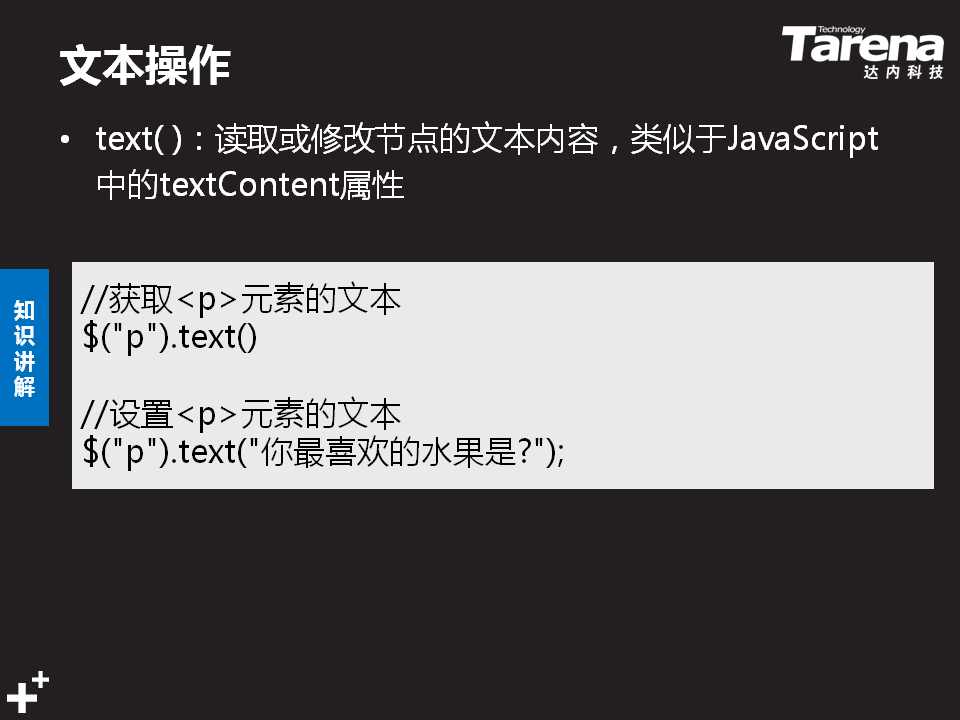 文本操作
Technology
Tarena
达内科技
• text( )：读取或修改节点的文本内容，类似于JavaScript
中的textContent属性
知识讲解
//获取<p>元素的文本
$("p").text()
//设置<p>元素的文本
$("p").text("你最喜欢的水果是?");